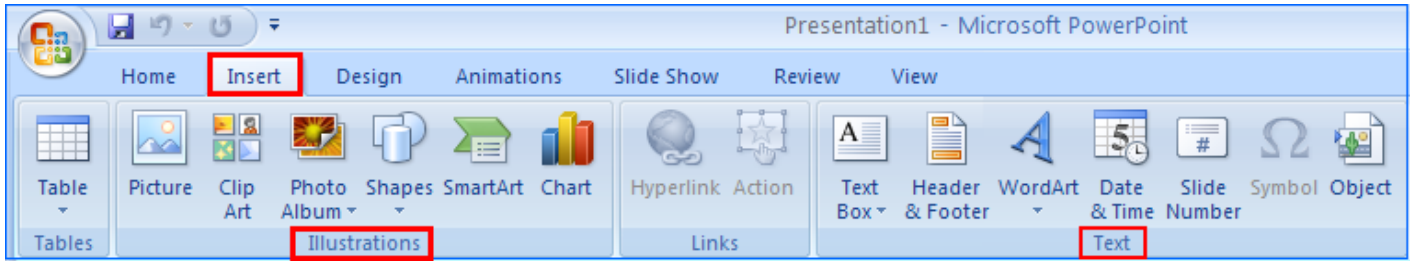 Presentation1 - Microsoft PowerPoint
Home Insert Design Animations Slide Show Review View
A 5 #  Ω
Table Picture Clip Photo Shapes SmartArt Chart Hyperlink Action Text Header WordArt Date Slide Symbol Object
Art Album Box & Footer & Time Number
Tables Illustrations Links Text